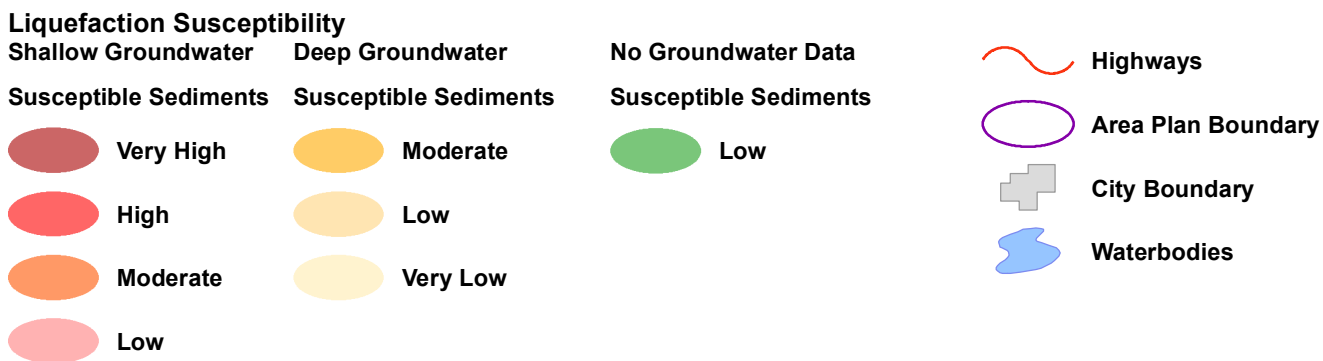 Liquefaction Susceptibility
Shallow Groundwater
Susceptible Sediments
Very High
High
Moderate
Low
Deep Groundwater
Susceptible Sediments
Moderate
Low
Very Low
No Groundwater Data
Susceptible Sediments
Low
Highways
Area Plan Boundary
City Boundary
Waterbodies